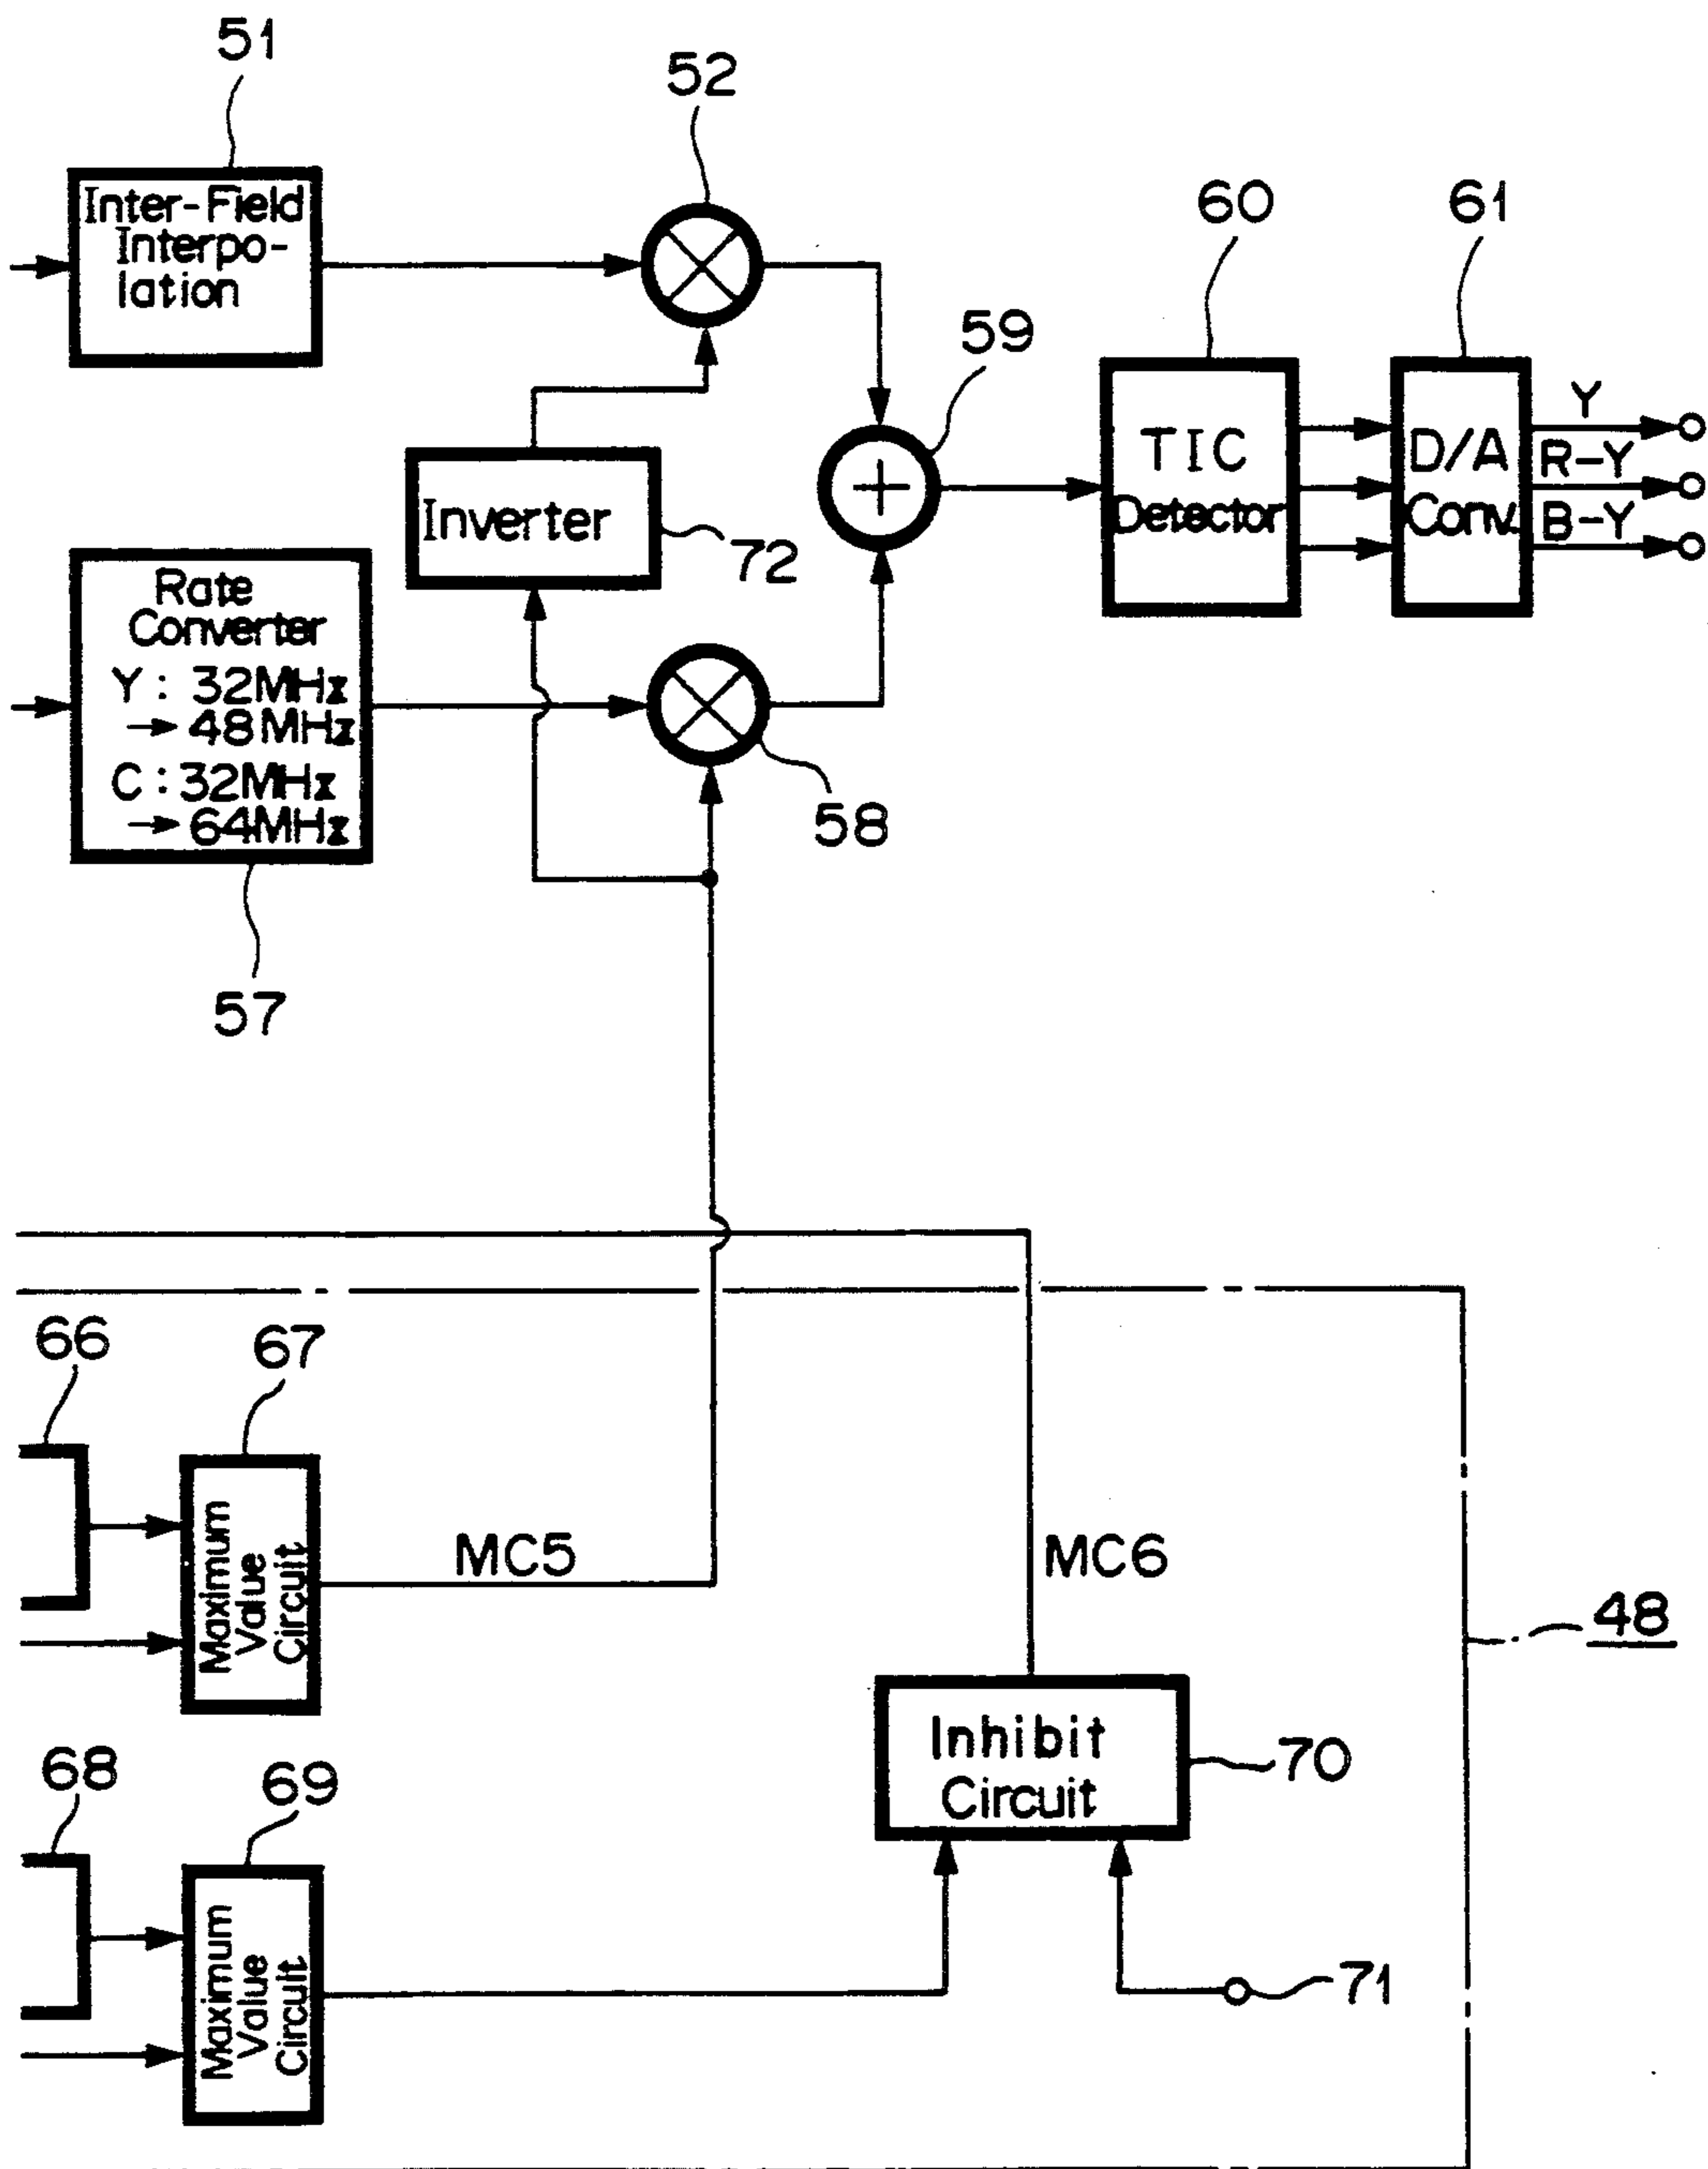 51
52
Inter-Field
Interpo-
lation
60
61
59
TIC
Detector
D/A
Conv.
Y
R-Y
B-Y
Inverter
72
Rate
Converter
Y : 32MHz
→ 48MHz
C : 32MHz
→ 64MHz
58
57
66
67
Maximum
Value
Circuit
MC5
MC6
48
Inhibit
Circuit
70
68
69
Maximum
Value
Circuit
71